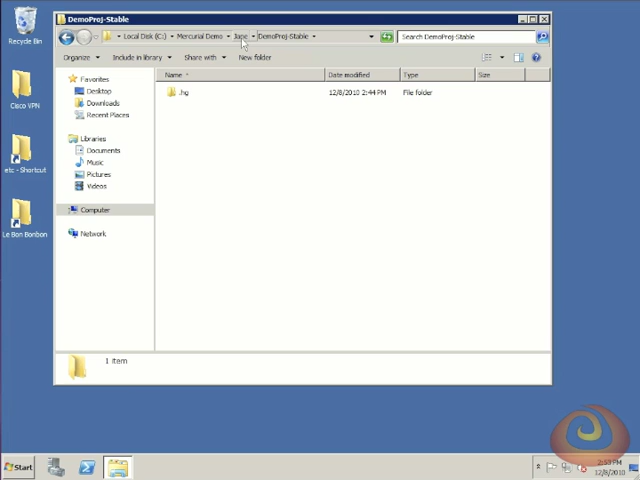 DemoProj-Stable
Local Disk (C:) Mercurial Demo Jane DemoProj-Stable
Search DemoProj-Stable
Organize Include in library Share with New folder
Name Date modified Type Size
.hg 12/8/2010 2:44 PM File folder
Favorites
Desktop
Downloads
Recent Places
Libraries
Documents
Music
Pictures
Videos
Computer
Network
1 item
Recycle Bin
Cisco VPN
etc - Shortcut
Le Bon Bonbon
Start
12/8/2010